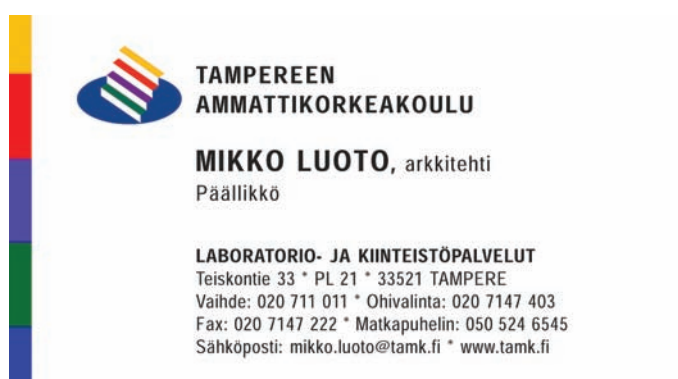 TAMPEREEN
AMMATTIKORKEAKOULU
MIKKO LUOTO, arkkitehti
Päällikkö
LABORATORIO- JA KIINTEISTÖPALVELUT
Teiskontie 33 * PL 21 * 33521 TAMPERE
Vaihde: 020 711 011 * Ohivalinta: 020 7147 403
Fax: 020 7147 222 * Matkapuhelin: 050 524 6545
Sähköposti: mikko.luoto@tamk.fi * www.tamk.fi